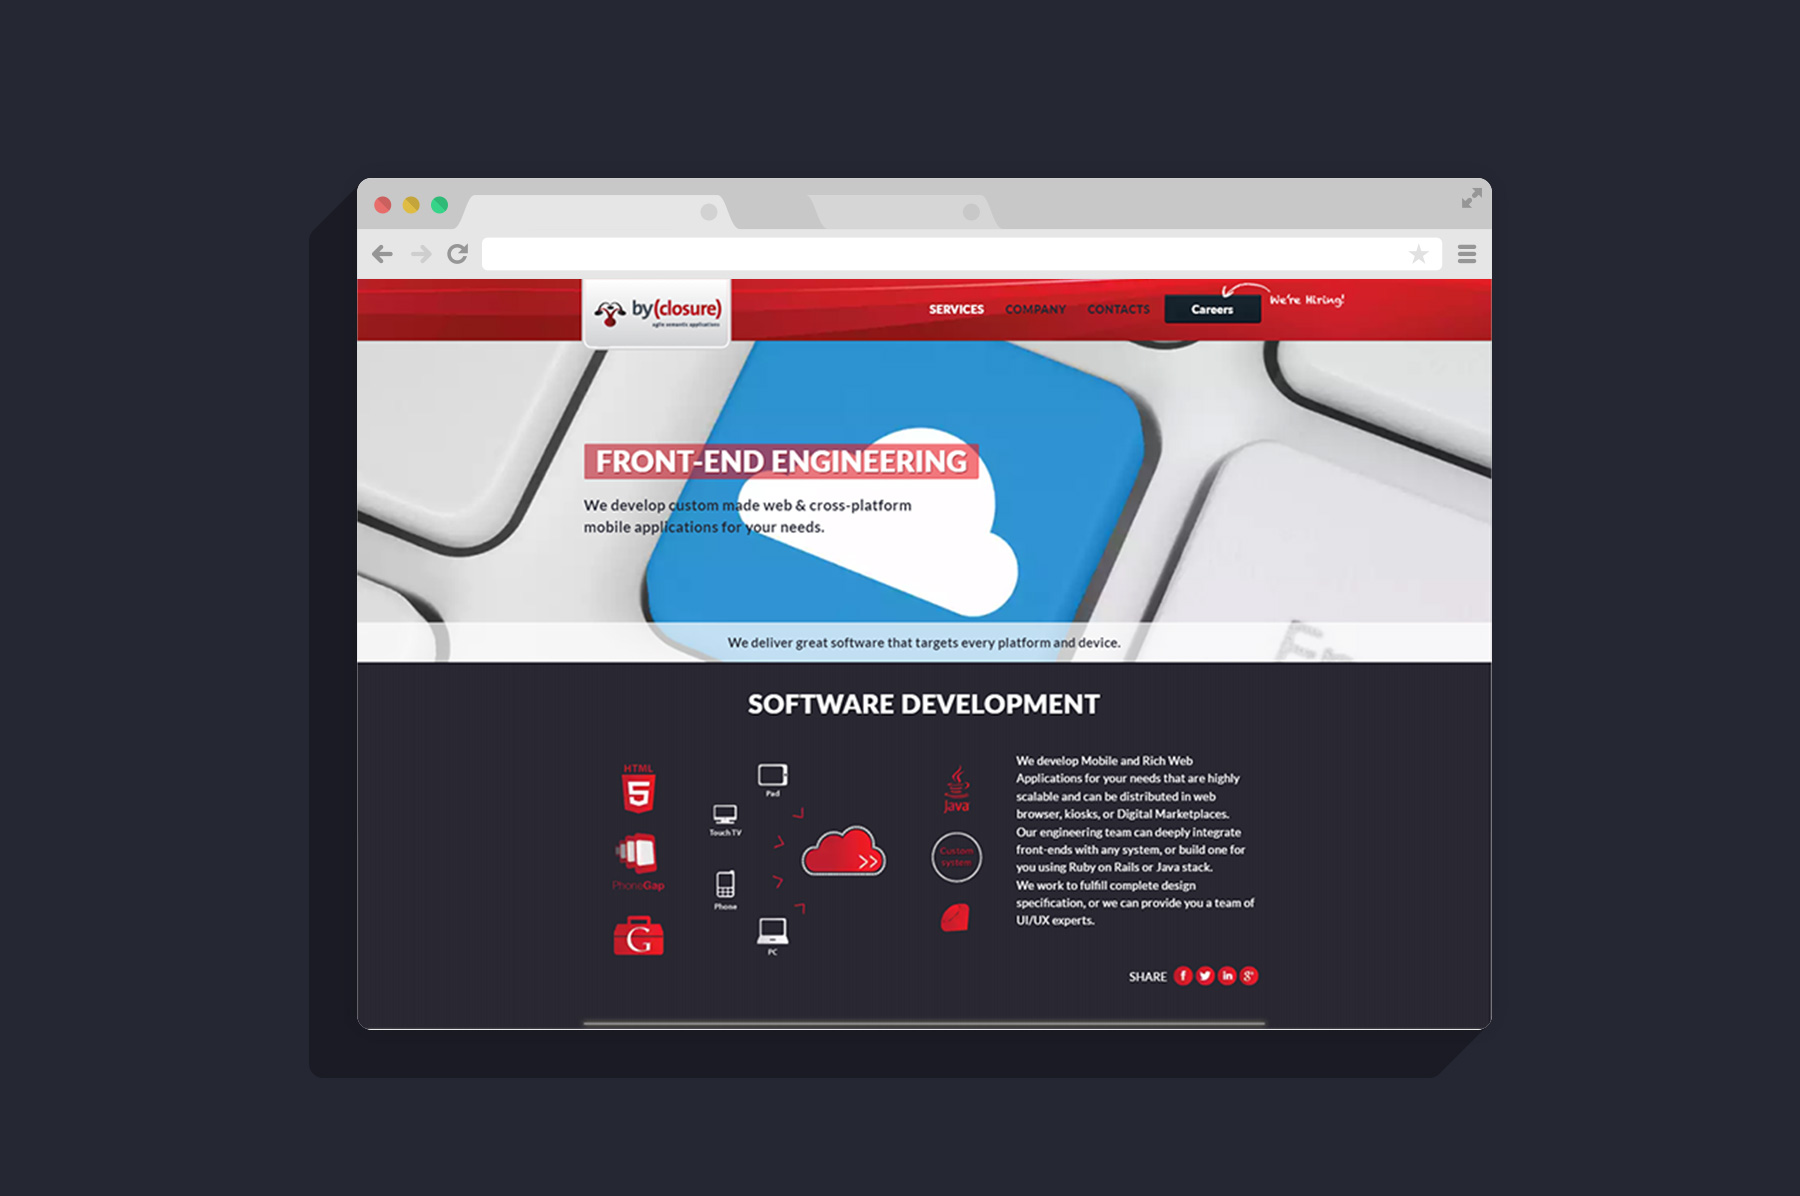 by(closure)
agile semantic applications
SERVICES COMPANY CONTACTS Careers We're Hiring!
FRONT-END ENGINEERING
We develop custom made web & cross-platform
mobile applications for your needs.
We deliver great software that targets every platform and device.
SOFTWARE DEVELOPMENT
HTML
5
PhoneGap
G
Pad
Touch TV
Phone
PC
Java
Custom
system
We develop Mobile and Rich Web
Applications for your needs that are highly
scalable and can be distributed in web
browser, kiosks, or Digital Marketplaces.
Our engineering team can deeply integrate
front-ends with any system, or build one for
you using Ruby on Rails or Java stack.
We work to fulfill complete design
specification, or we can provide you a team of
UI/UX experts.
SHARE f in g+